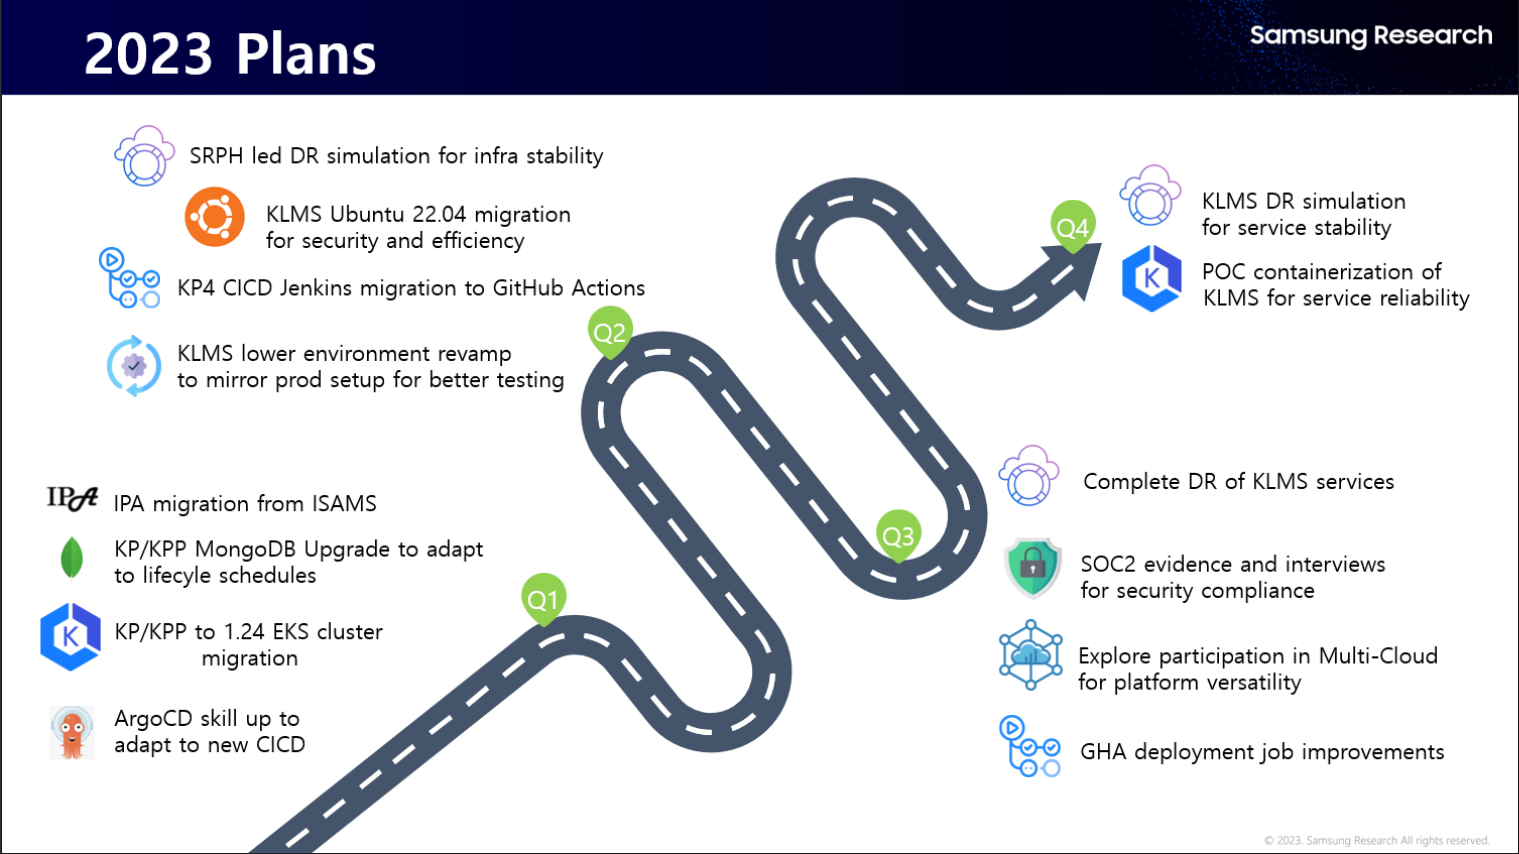 2023 Plans
Samsung Research
SRPH led DR simulation for infra stability
KLMS Ubuntu 22.04 migration
for security and efficiency
KP4 CICD Jenkins migration to GitHub Actions
KLMS lower environment revamp
to mirror prod setup for better testing
Q2
IPA
IPA migration from ISAMS
KP/KPP MongoDB Upgrade to adapt
to lifecyle schedules
K
KP/KPP to 1.24 EKS cluster
migration
ArgoCD skill up to
adapt to new CICD
Q1
Q4
KLMS DR simulation
for service stability
K
POC containerization of
KLMS for service reliability
Q3
Complete DR of KLMS services
SOC2 evidence and interviews
for security compliance
Explore participation in Multi-Cloud
for platform versatility
GHA deployment job improvements
© 2023. Samsung Research All rights reserved.